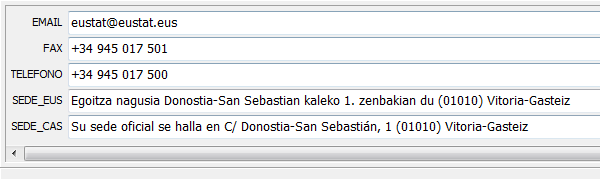 EMAIL eustat@eustat.eus
FAX +34 945 017 501
TELEFONO +34 945 017 500
SEDE_EUS Egoitza nagusia Donostia-San Sebastian kaleko 1. zenbakian du (01010) Vitoria-Gasteiz
SEDE_CAS Su sede oficial se halla en C/ Donostia-San Sebastián, 1 (01010) Vitoria-Gasteiz